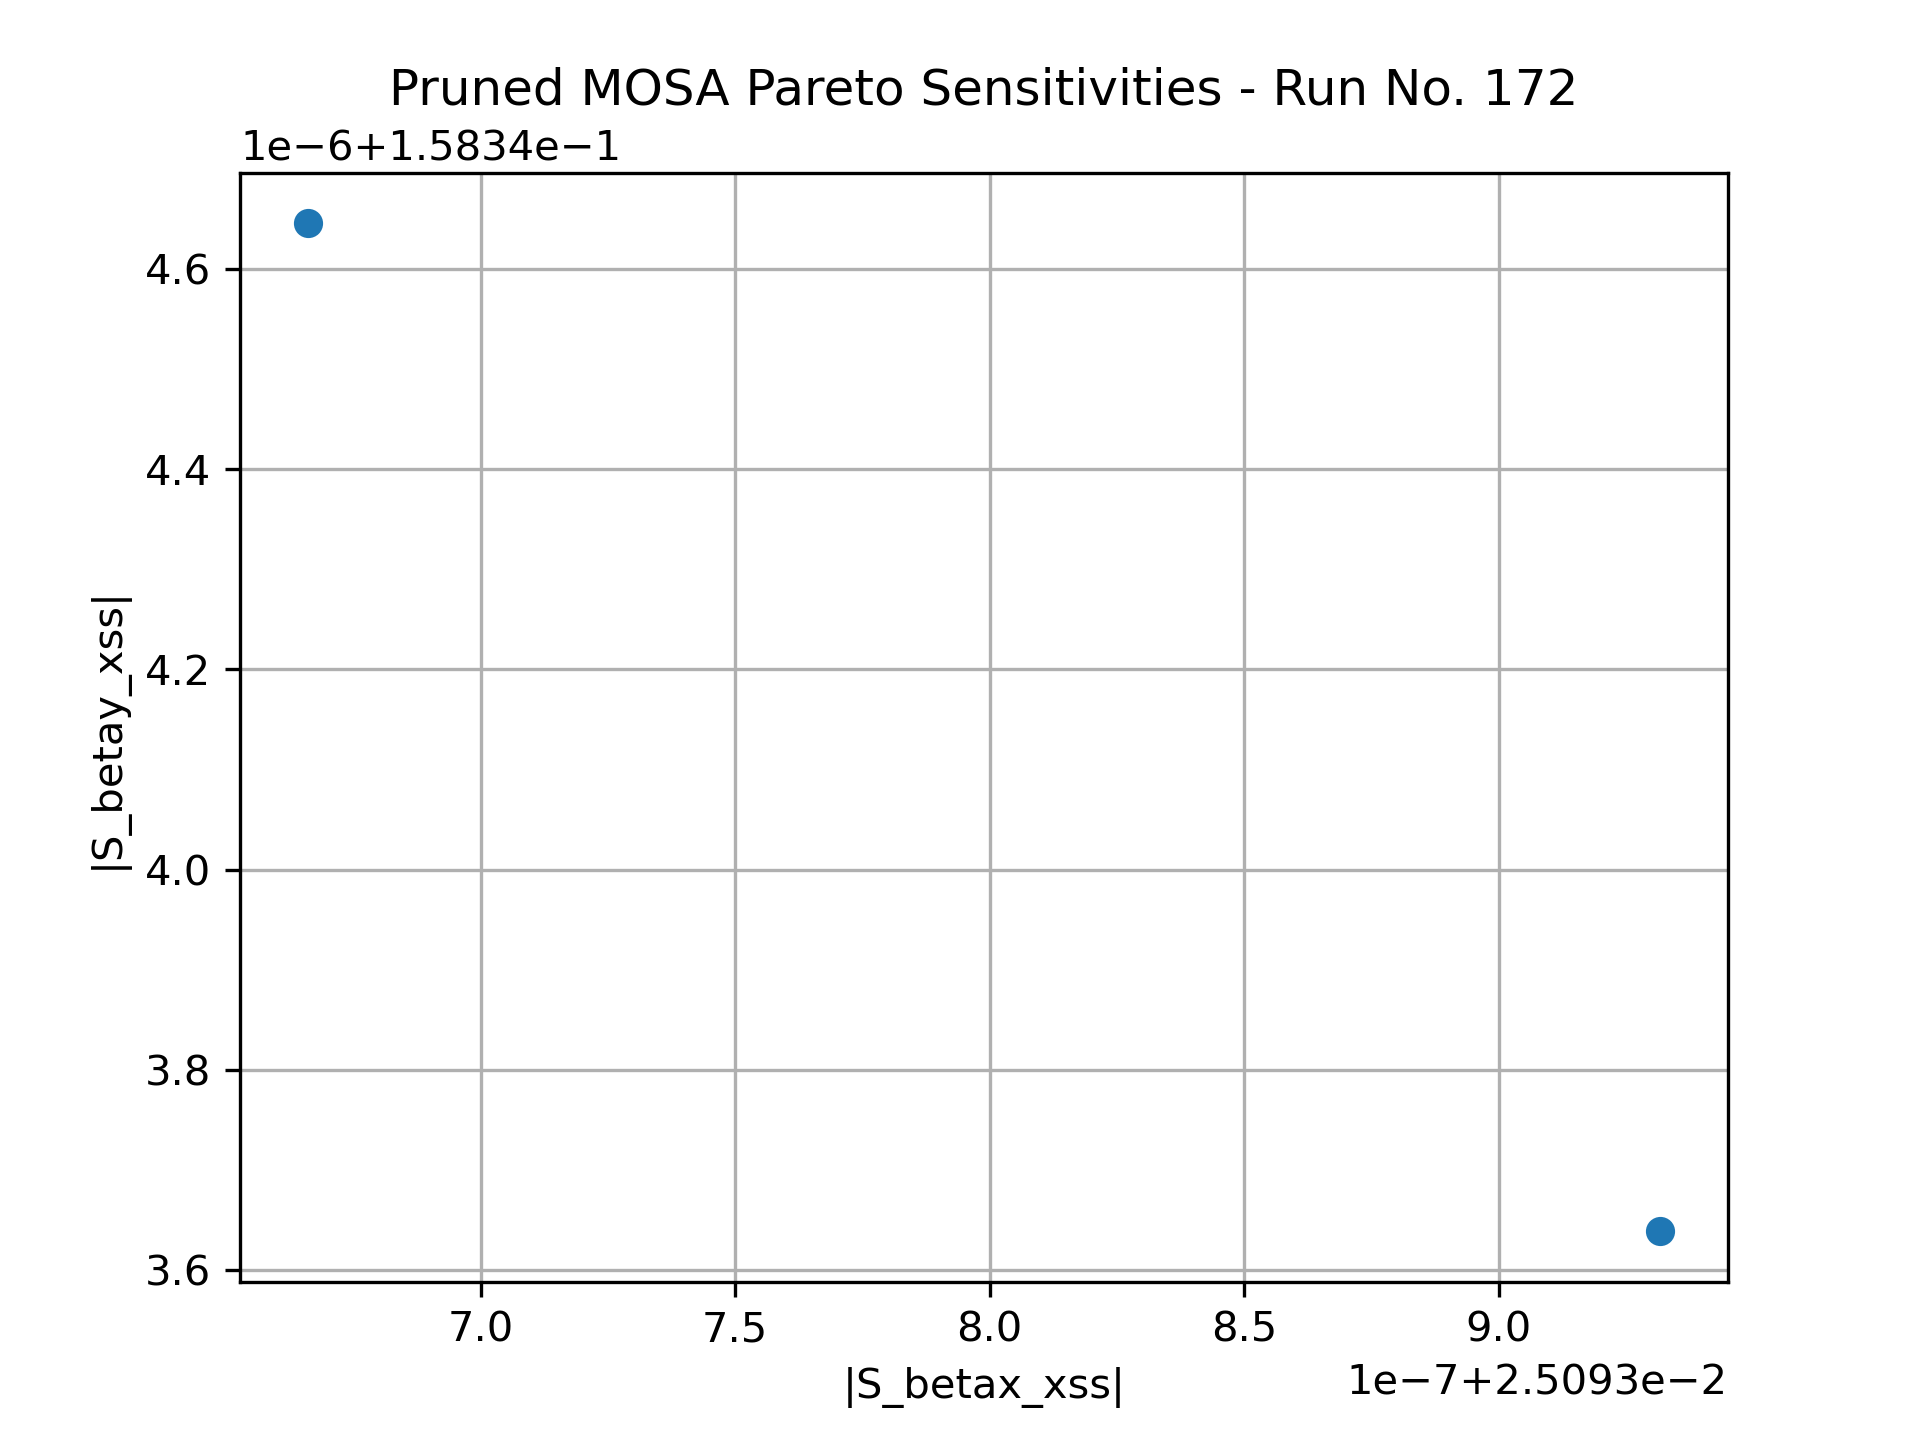 Pruned MOSA Pareto Sensitivities - Run No. 172
1e−6+1.5834e−1
4.6
4.4
4.2
4.0
3.8
3.6
|S_betay_xss|
7.0 7.5 8.0 8.5 9.0
|S_betax_xss|
1e−7+2.5093e−2